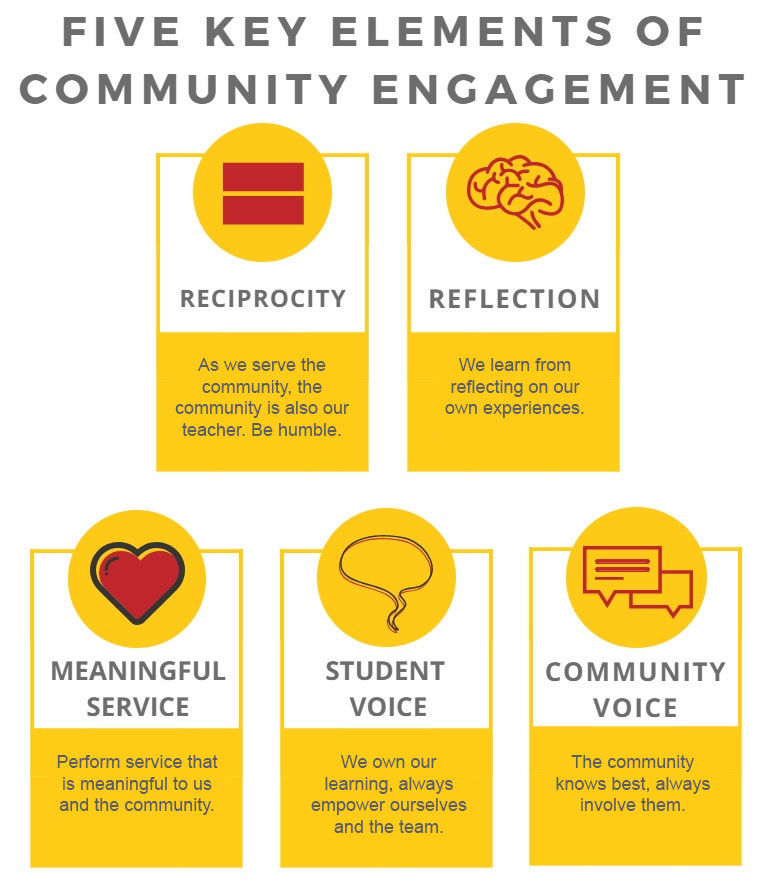 FIVE KEY ELEMENTS OF
COMMUNITY ENGAGEMENT
RECIPROCITY
As we serve the
community, the
community is also our
teacher. Be humble.
REFLECTION
We learn from
reflecting on our
own experiences.
MEANINGFUL
SERVICE
Perform service that
is meaningful to us
and the community.
STUDENT
VOICE
We own our
learning, always
empower ourselves
and the team.
COMMUNITY
VOICE
The community
knows best, always
involve them.